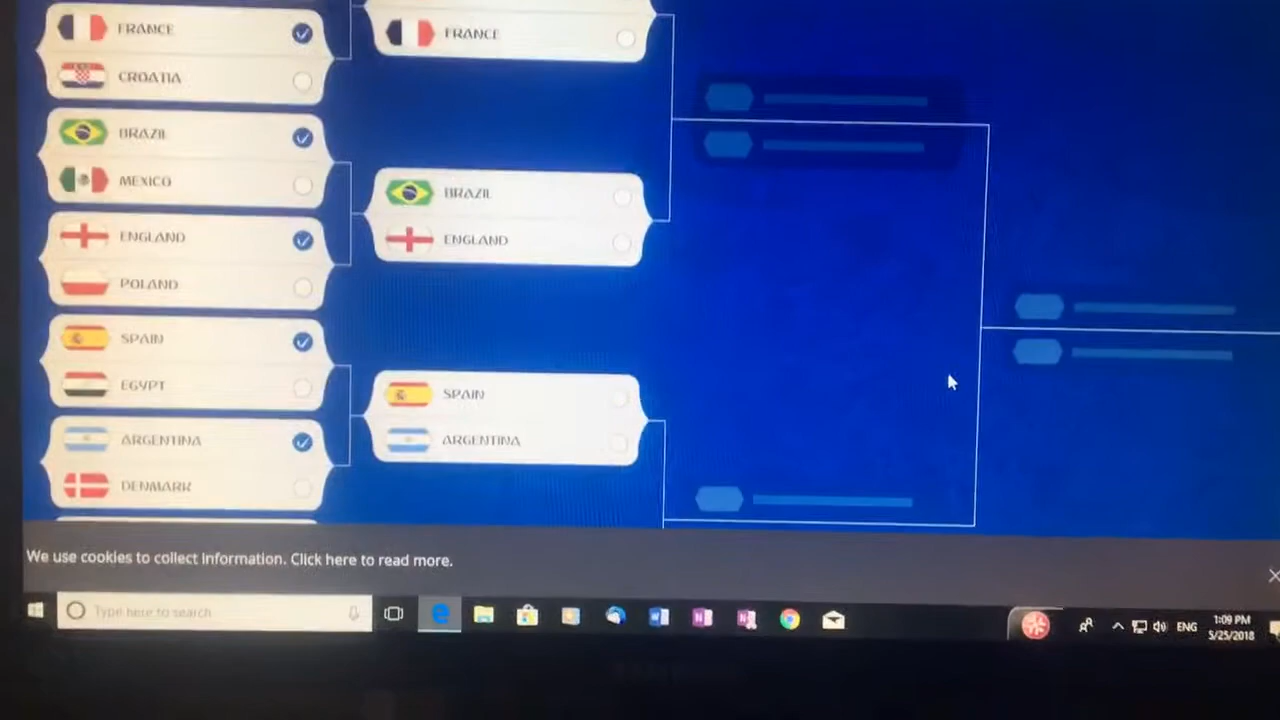 FRANCE
CROATIA
BRAZIL
MEXICO
ENGLAND
POLAND
SPAIN
EGYPT
ARGENTINA
DENMARK
FRANCE
BRAZIL
ENGLAND
SPAIN
ARGENTINA
We use cookies to collect information. Click here to read more.
Type here to search
ENG
1:09 PM
5/25/2018